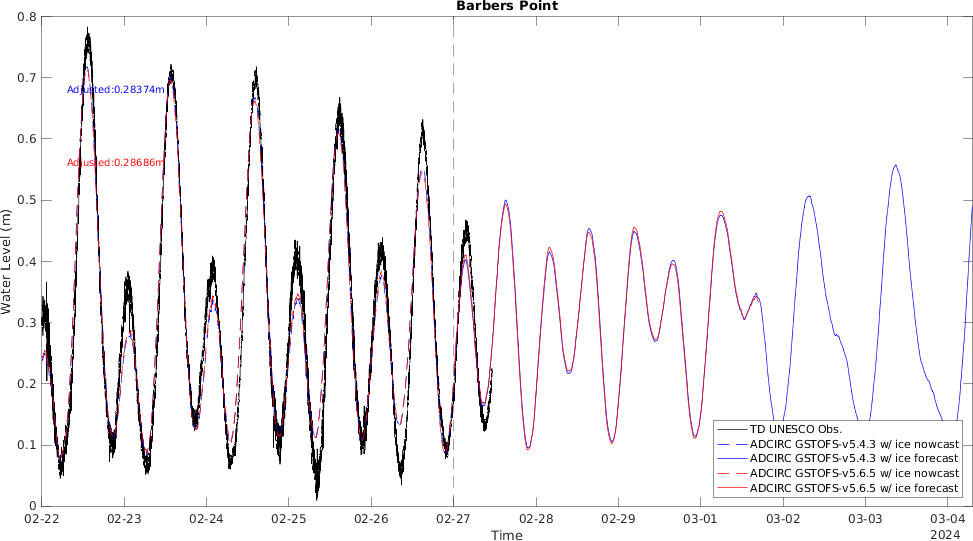 Barbers Point
0.8
0.7
0.6
0.5
0.4
0.3
0.2
0.1
0
Water Level (m)
Adjusted:0.28374m
Adjusted:0.28686m
TD UNESCO Obs.
ADCIRC GSTOFS-v5.4.3 w/ ice nowcast
ADCIRC GSTOFS-v5.4.3 w/ ice forecast
ADCIRC GSTOFS-v5.6.5 w/ ice nowcast
ADCIRC GSTOFS-v5.6.5 w/ ice forecast
02-22 02-23 02-24 02-25 02-26 02-27 02-28 02-29 03-01 03-02 03-03 03-04
Time
2024